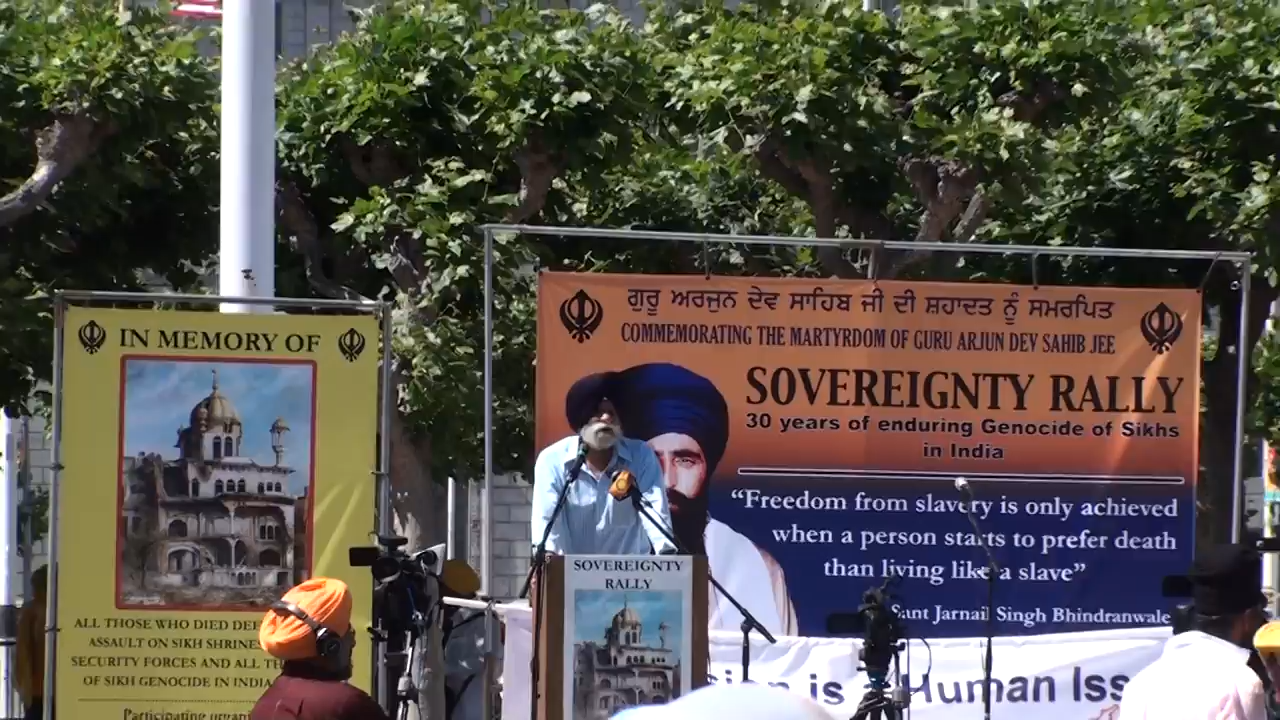 IN MEMORY OF
ALL THOSE WHO DIED
ASSAULT ON SIKH
SECURITY FORCES AND ALL
OF SIKH GENOCIDE IN INDIA
Participating
ਗੁਰੂ ਅਰਜੁਨ ਦੇਵ ਸਾਹਿਬ ਜੀ ਦੀ ਸ਼ਹਾਦਤ ਨੂੰ ਸਮਰਪਿਤ
COMMEMORATING THE MARTYRDOM OF GURU ARJUN DEV SAHIB JEE
SOVEREIGNTY RALLY
30 years of enduring Genocide of Sikhs
in India
“Freedom from slavery is only achieved
when a person starts to prefer death
than living like a slave”
Sant Jarnail Singh Bhindranwale
SOVEREIGNTY
RALLY
is a Human